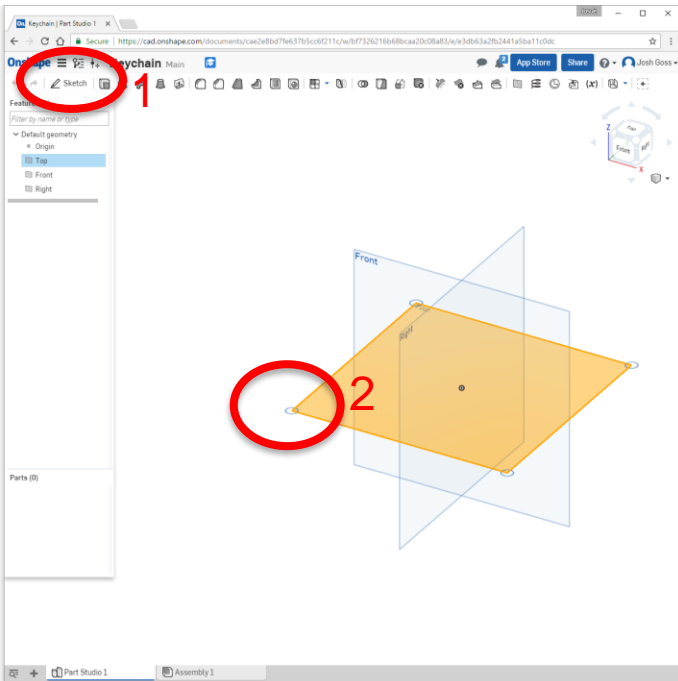 Keychain | Part Studio 1
Secure | https://cad.onshape.com/documents/cae2e8bd7fe637b5cc6f211c/w/bf7326216b68bcaa20c08a83/e/e3db63a2fb2441a5ba11c0dc
Keychain Main
App Store
Share
Josh Goss
Sketch
1
(x)
Filter by name or type
Default geometry
Origin
Top
Front
Right
Z
Front
X
Front
Right
2
Parts (0)
Part Studio 1
Assembly 1